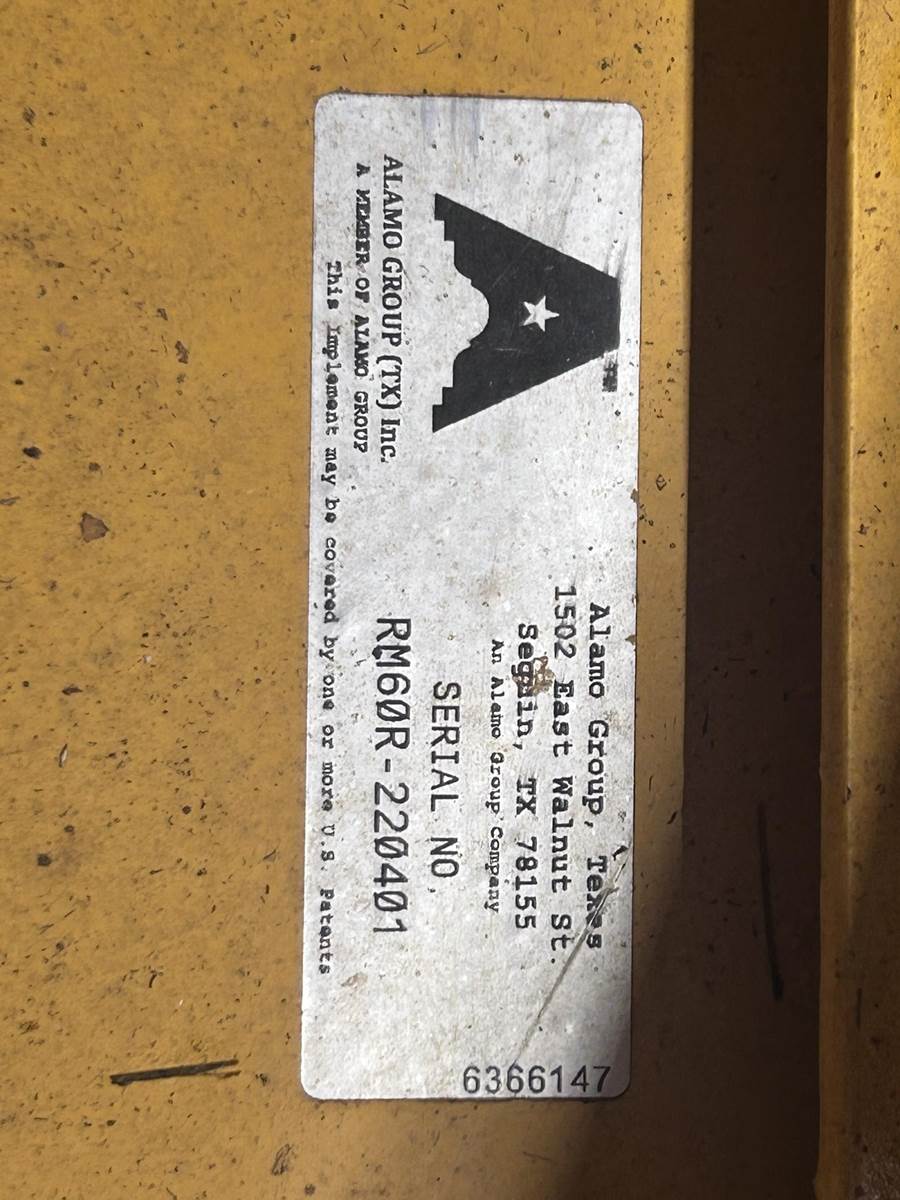 Alamo Group, Texas
1502 East Walnut St.
Seguin, TX 78155
An Alamo Group Company
ALAMO GROUP (TX) Inc.
A MEMBER OF ALAMO GROUP
SERIAL NO.
RM60R-220401
This Implement may be covered by one or more U.S. Patents
6366147